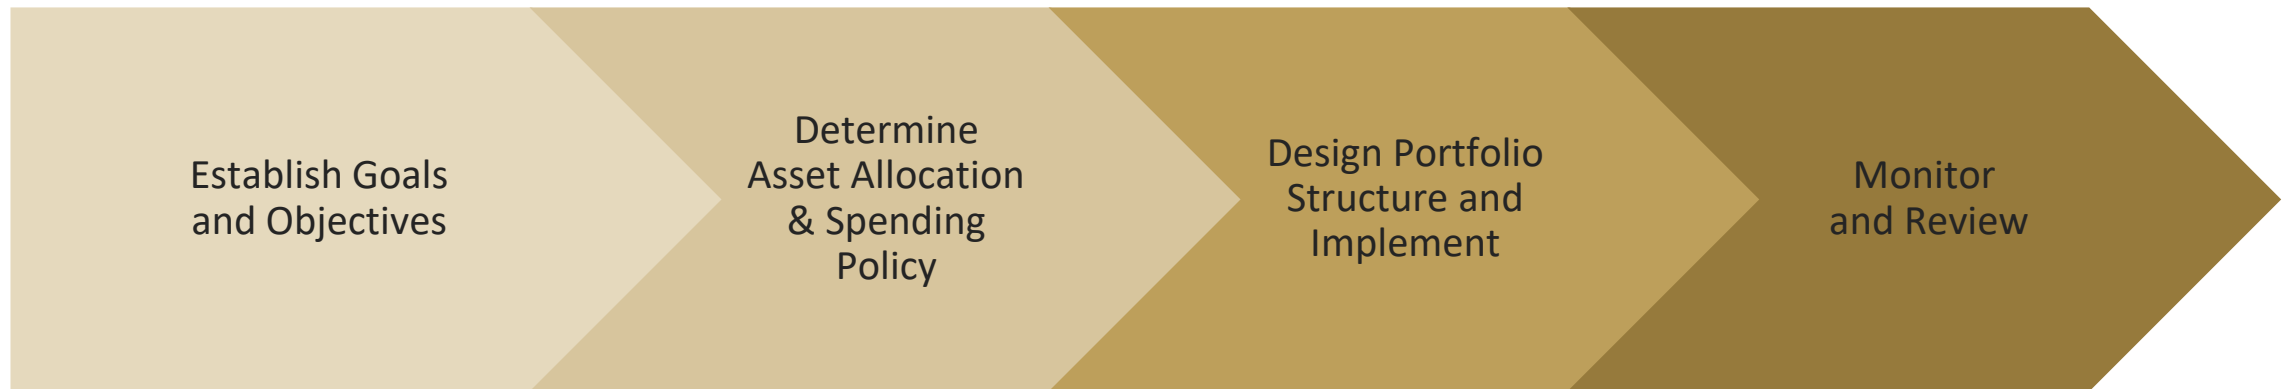 Establish Goals
and Objectives
Determine
Asset Allocation
& Spending
Policy
Design Portfolio
Structure and
Implement
Monitor
and Review